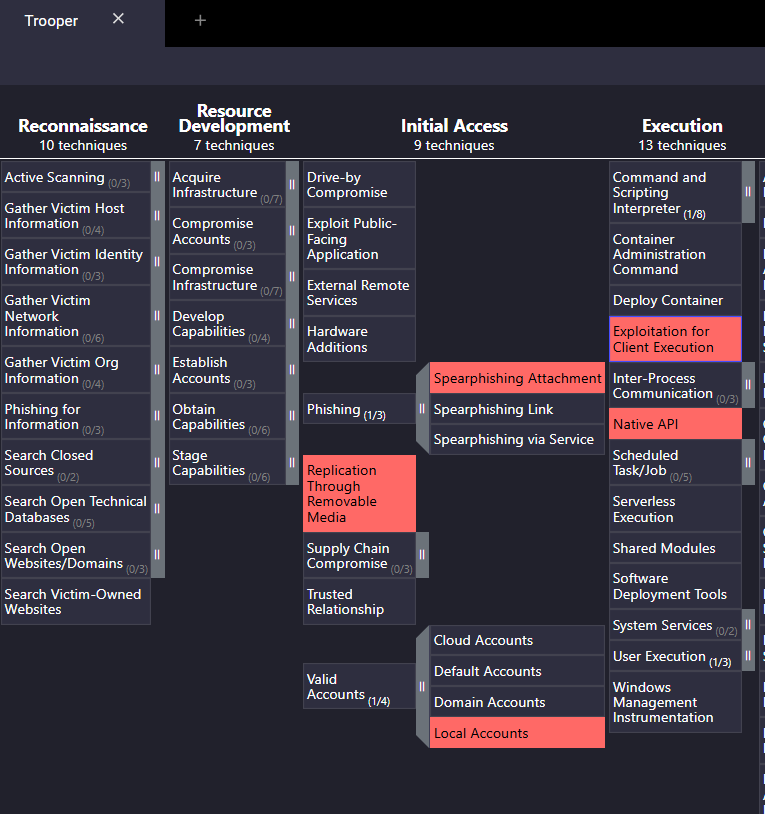 Trooper
Reconnaissance
10 techniques
Active Scanning (0/3)
Gather Victim Host
Information (0/4)
Gather Victim Identity
Information (0/3)
Gather Victim
Network
Information (0/6)
Gather Victim Org
Information (0/4)
Phishing for
Information (0/3)
Search Closed
Sources (0/2)
Search Open Technical
Databases (0/5)
Search Open
Websites/Domains (0/3)
Search Victim-Owned
Websites
Resource
Development
7 techniques
Acquire
Infrastructure (0/7)
Compromise
Accounts (0/3)
Compromise
Infrastructure (0/7)
Develop
Capabilities (0/4)
Establish
Accounts (0/3)
Obtain
Capabilities (0/6)
Stage
Capabilities (0/6)
Initial Access
9 techniques
Drive-by
Compromise
Exploit Public-
Facing
Application
External Remote
Services
Hardware
Additions
Phishing (1/3)
Spearphishing Attachment
Spearphishing Link
Spearphishing via Service
Replication
Through
Removable
Media
Supply Chain
Compromise (0/3)
Trusted
Relationship
Valid
Accounts (1/4)
Cloud Accounts
Default Accounts
Domain Accounts
Local Accounts
Execution
13 techniques
Command and
Scripting
Interpreter (1/8)
Container
Administration
Command
Deploy Container
Exploitation for
Client Execution
Inter-Process
Communication (0/3)
Native API
Scheduled
Task/Job (0/5)
Serverless
Execution
Shared Modules
Software
Deployment Tools
System Services (0/2)
User Execution (1/3)
Windows
Management
Instrumentation